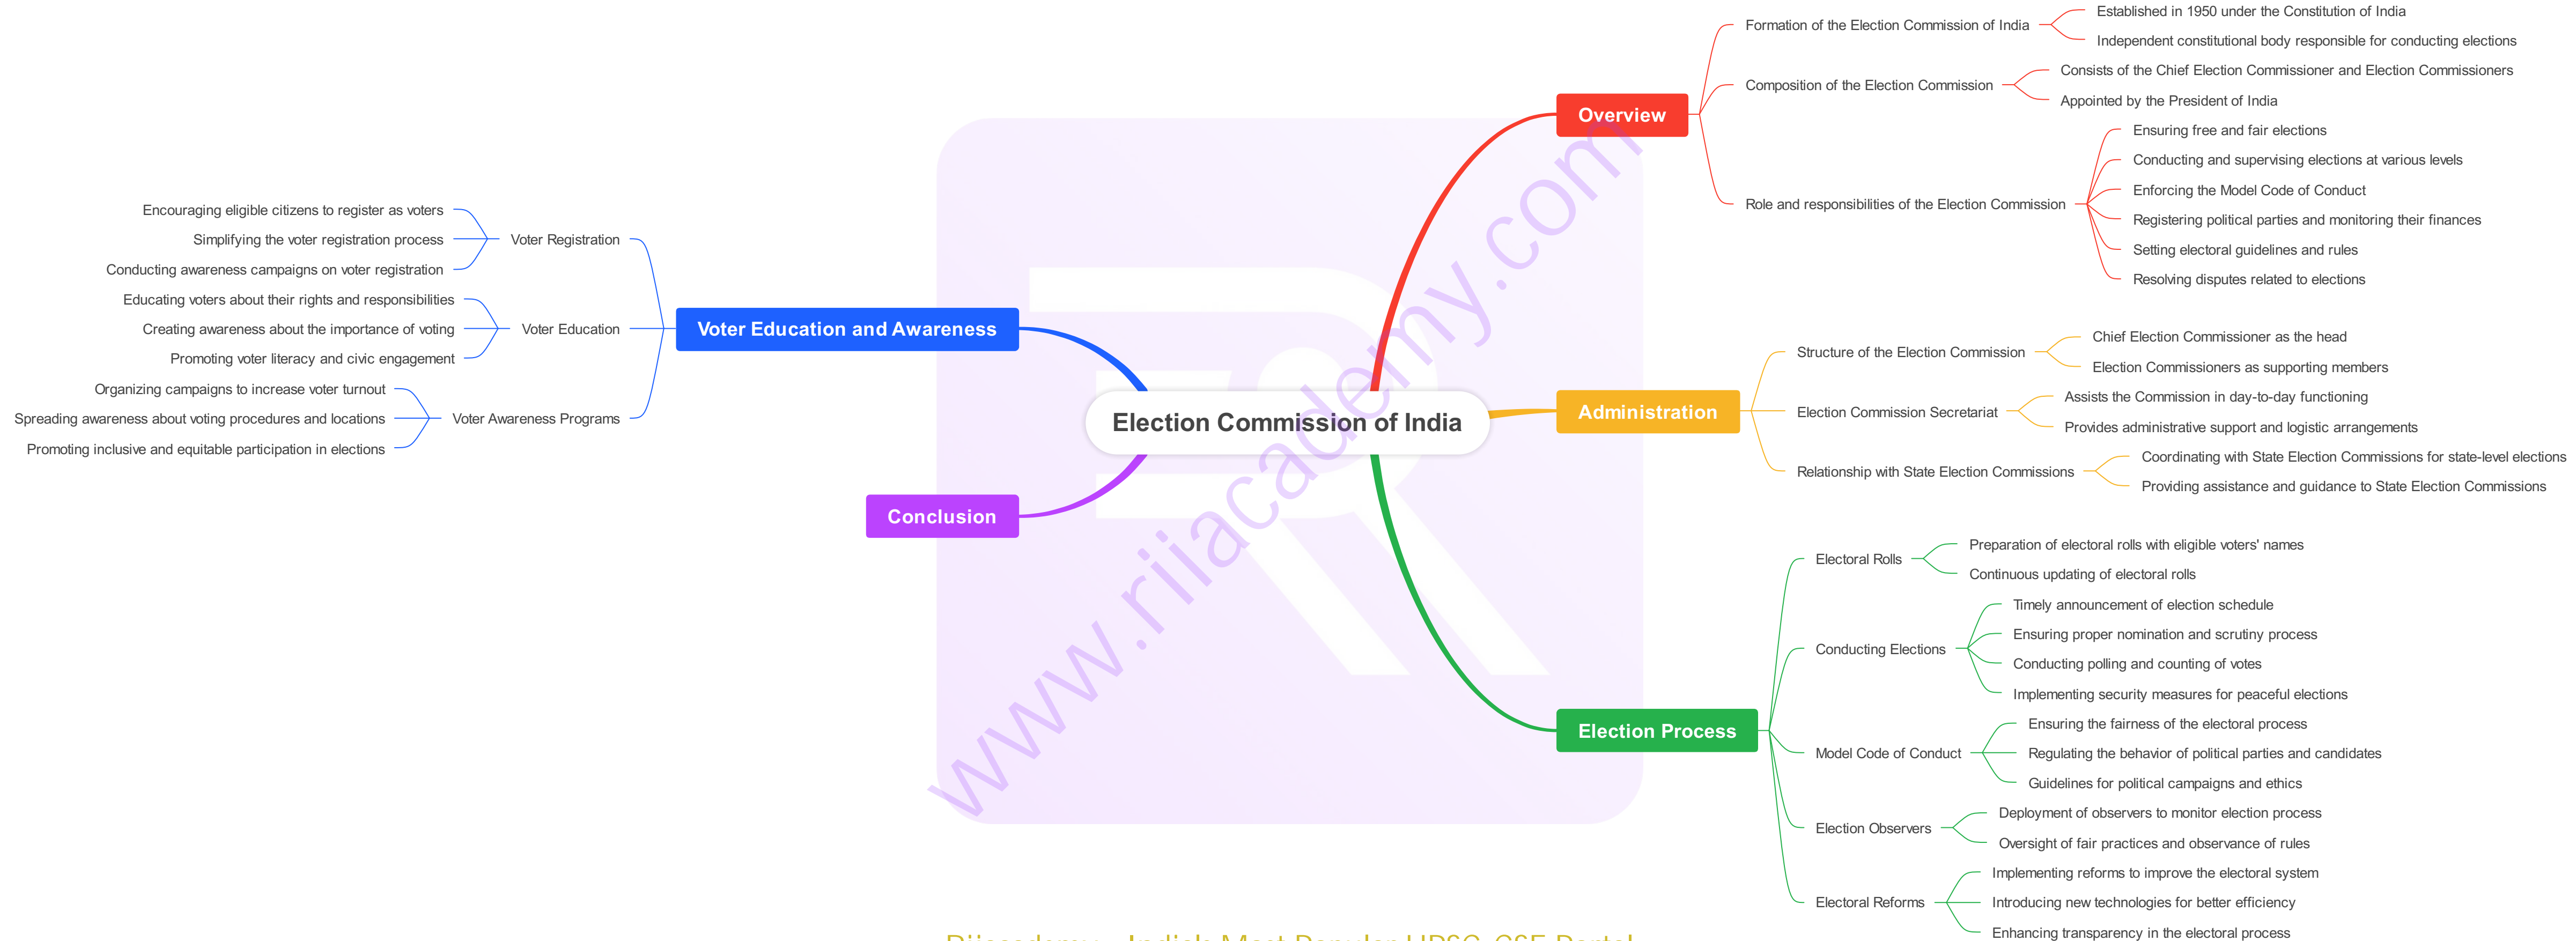 Election Commission of India
Overview
Formation of the Election Commission of India
Established in 1950 under the Constitution of India
Independent constitutional body responsible for conducting elections
Composition of the Election Commission
Consists of the Chief Election Commissioner and Election Commissioners
Appointed by the President of India
Role and responsibilities of the Election Commission
Ensuring free and fair elections
Conducting and supervising elections at various levels
Enforcing the Model Code of Conduct
Registering political parties and monitoring their finances
Setting electoral guidelines and rules
Resolving disputes related to elections
Administration
Structure of the Election Commission
Chief Election Commissioner as the head
Election Commissioners as supporting members
Election Commission Secretariat
Assists the Commission in day-to-day functioning
Provides administrative support and logistic arrangements
Relationship with State Election Commissions
Coordinating with State Election Commissions for state-level elections
Providing assistance and guidance to State Election Commissions
Election Process
Electoral Rolls
Preparation of electoral rolls with eligible voters' names
Continuous updating of electoral rolls
Conducting Elections
Timely announcement of election schedule
Ensuring proper nomination and scrutiny process
Conducting polling and counting of votes
Implementing security measures for peaceful elections
Model Code of Conduct
Ensuring the fairness of the electoral process
Regulating the behavior of political parties and candidates
Guidelines for political campaigns and ethics
Election Observers
Deployment of observers to monitor election process
Oversight of fair practices and observance of rules
Electoral Reforms
Implementing reforms to improve the electoral system
Introducing new technologies for better efficiency
Enhancing transparency in the electoral process
Voter Education and Awareness
Voter Registration
Encouraging eligible citizens to register as voters
Simplifying the voter registration process
Conducting awareness campaigns on voter registration
Voter Education
Educating voters about their rights and responsibilities
Creating awareness about the importance of voting
Promoting voter literacy and civic engagement
Voter Awareness Programs
Organizing campaigns to increase voter turnout
Spreading awareness about voting procedures and locations
Promoting inclusive and equitable participation in elections
Conclusion
www.riiiacademy.com